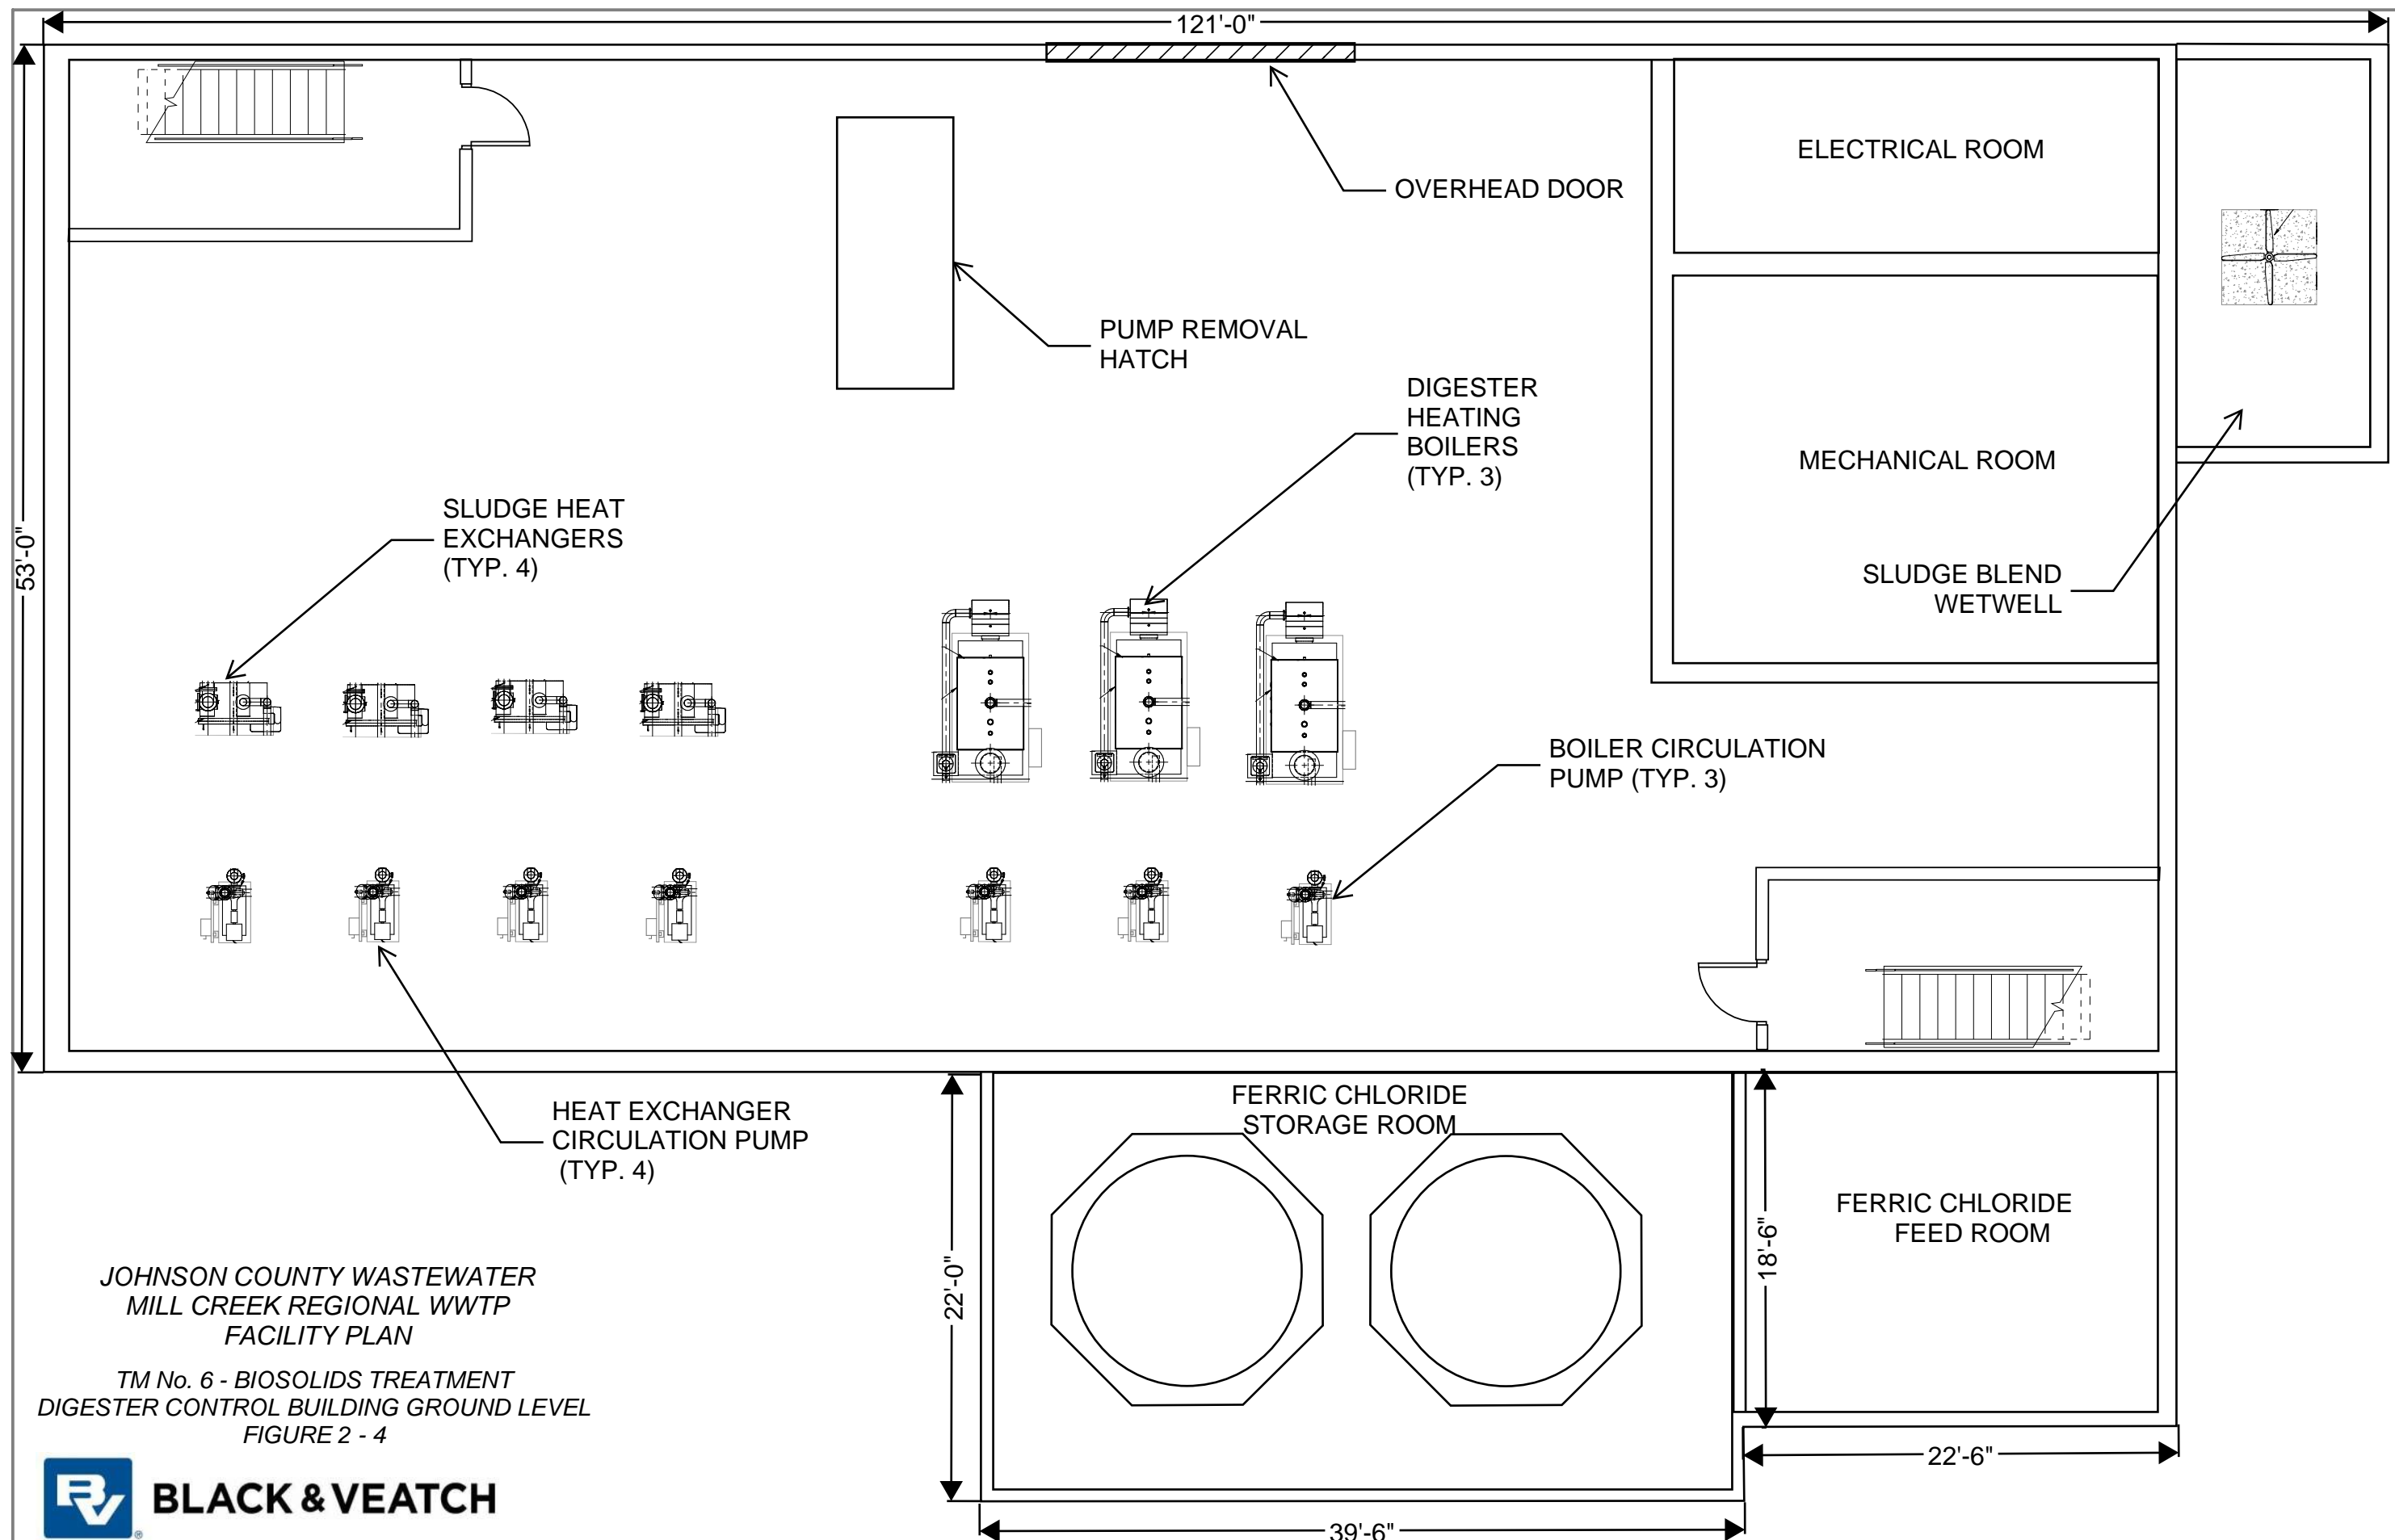 121'-0"
ELECTRICAL ROOM
OVERHEAD DOOR
PUMP REMOVAL
HATCH
DIGESTER
HEATING
BOILERS
(TYP. 3)
MECHANICAL ROOM
SLUDGE HEAT
EXCHANGERS
(TYP. 4)
53'-0"
SLUDGE BLEND
WETWELL
BOILER CIRCULATION
PUMP (TYP. 3)
HEAT EXCHANGER
CIRCULATION PUMP
(TYP. 4)
FERRIC CHLORIDE
STORAGE ROOM
FERRIC CHLORIDE
FEED ROOM
22'-0"
18'-6"
22'-6"
39'-6"
JOHNSON COUNTY WASTEWATER
MILL CREEK REGIONAL WWTP
FACILITY PLAN
TM No. 6 - BIOSOLIDS TREATMENT
DIGESTER CONTROL BUILDING GROUND LEVEL
FIGURE 2 - 4
BV ®
BLACK & VEATCH